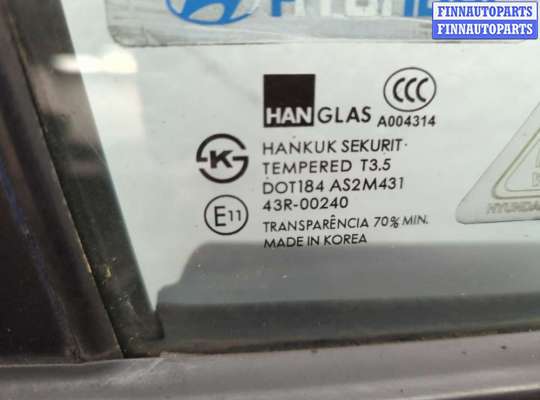 FINNAUTOPARTS
FINNAUTOPARTS
HANGLAS
CCC
A004314
K
HANKUK SEKURIT
TEMPERED T3.5
DOT184 AS2M431
43R-00240
E11
TRANSPARÊNCIA 70% MIN.
MADE IN KOREA
HYUNDAI